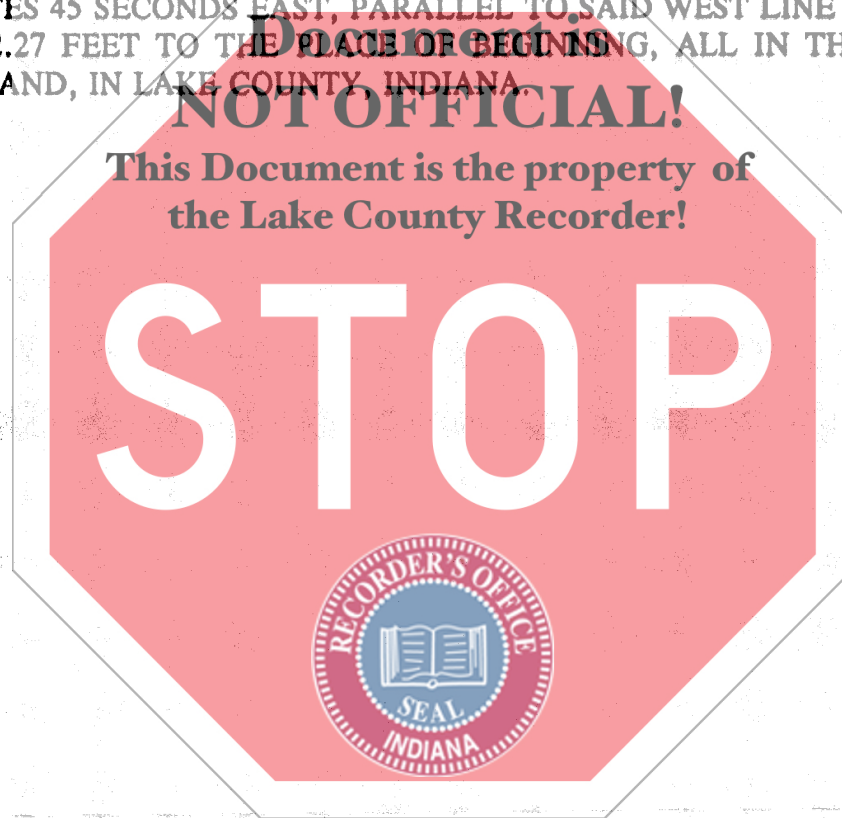 ES 45 SECONDS EAST, PARALLEL TO SAID WEST LINE
Document is
.27 FEET TO THE PLACE OF BEGINNING, ALL IN TH
AND, IN LAKE COUNTY, INDIANA.
NOT OFFICIAL!
This Document is the property of
the Lake County Recorder!
STOP
RECORDER'S OFFICE
SEAL
INDIANA